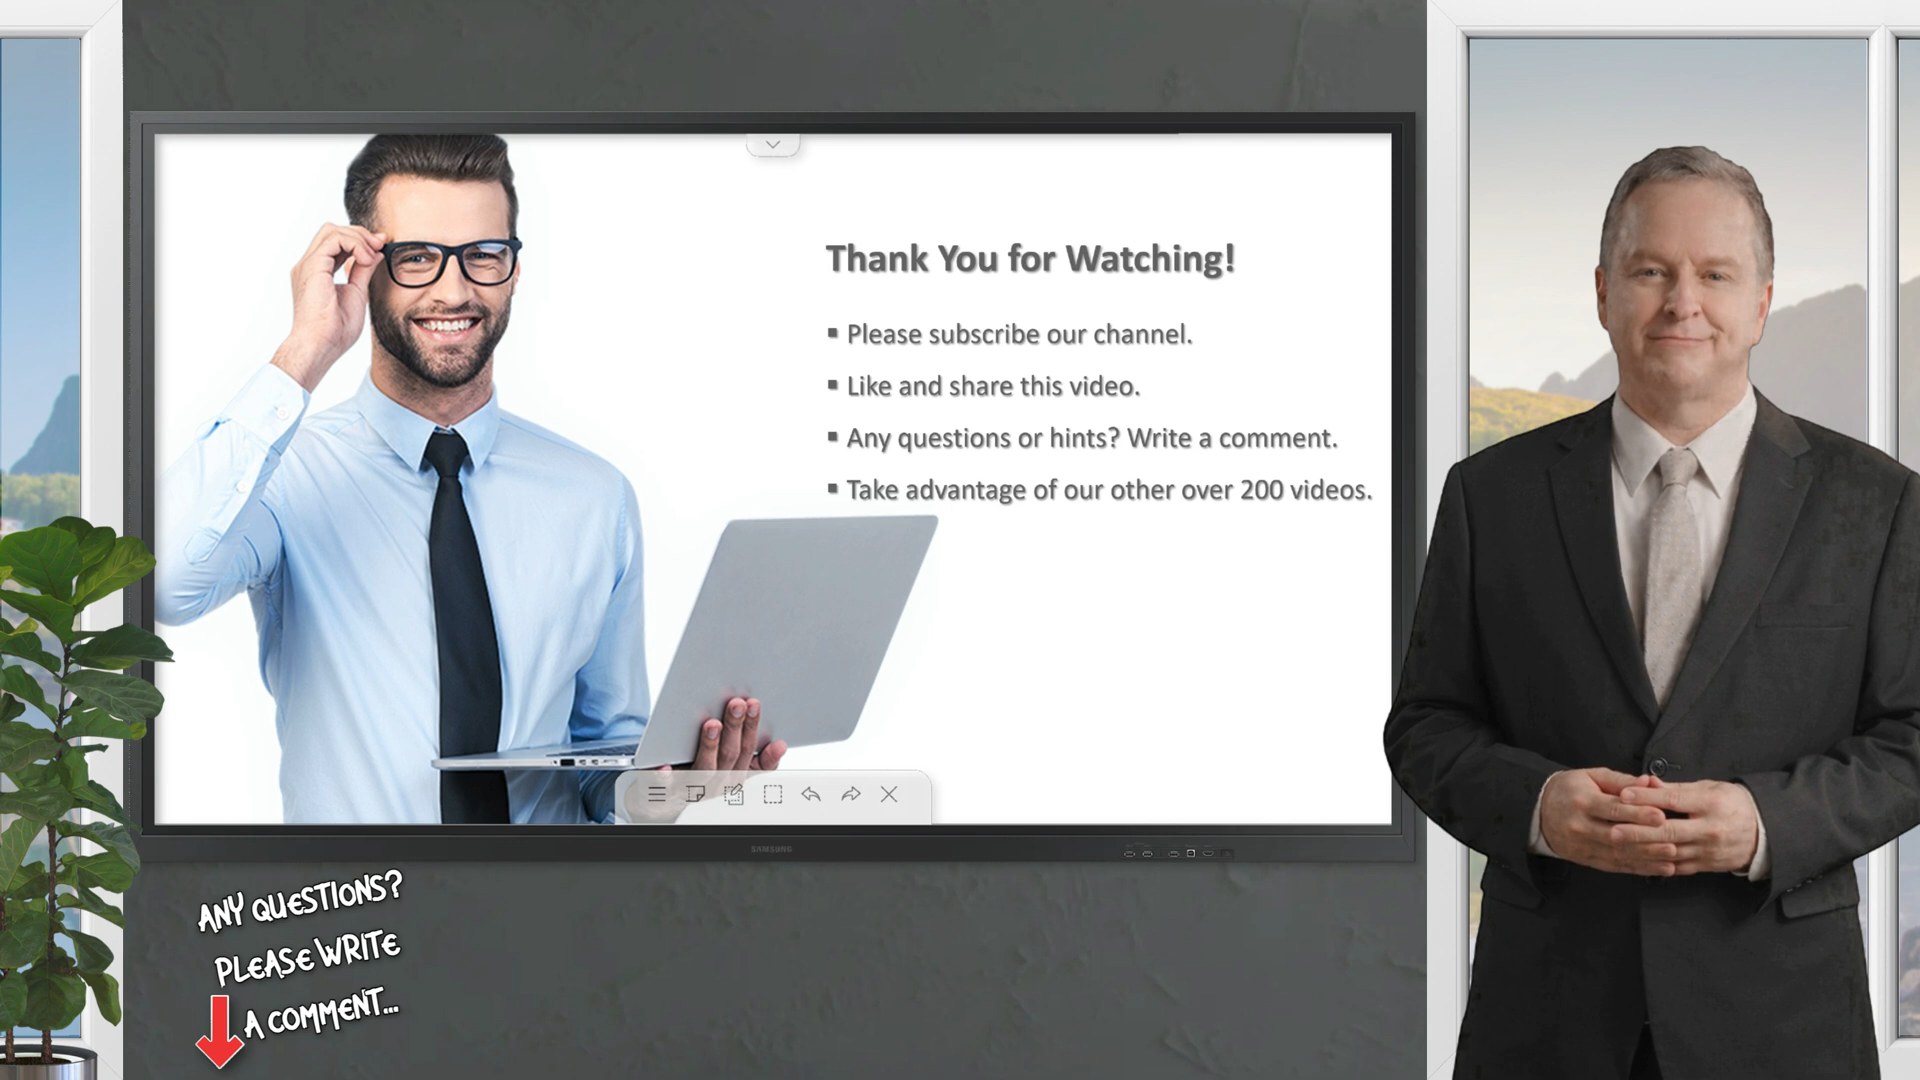 Thank You for Watching!
▪ Please subscribe our channel.
▪ Like and share this video.
▪ Any questions or hints? Write a comment.
▪ Take advantage of our other over 200 videos.
SAMSUNG
ANY QUESTIONS?
PLEASE WRITE
A COMMENT...